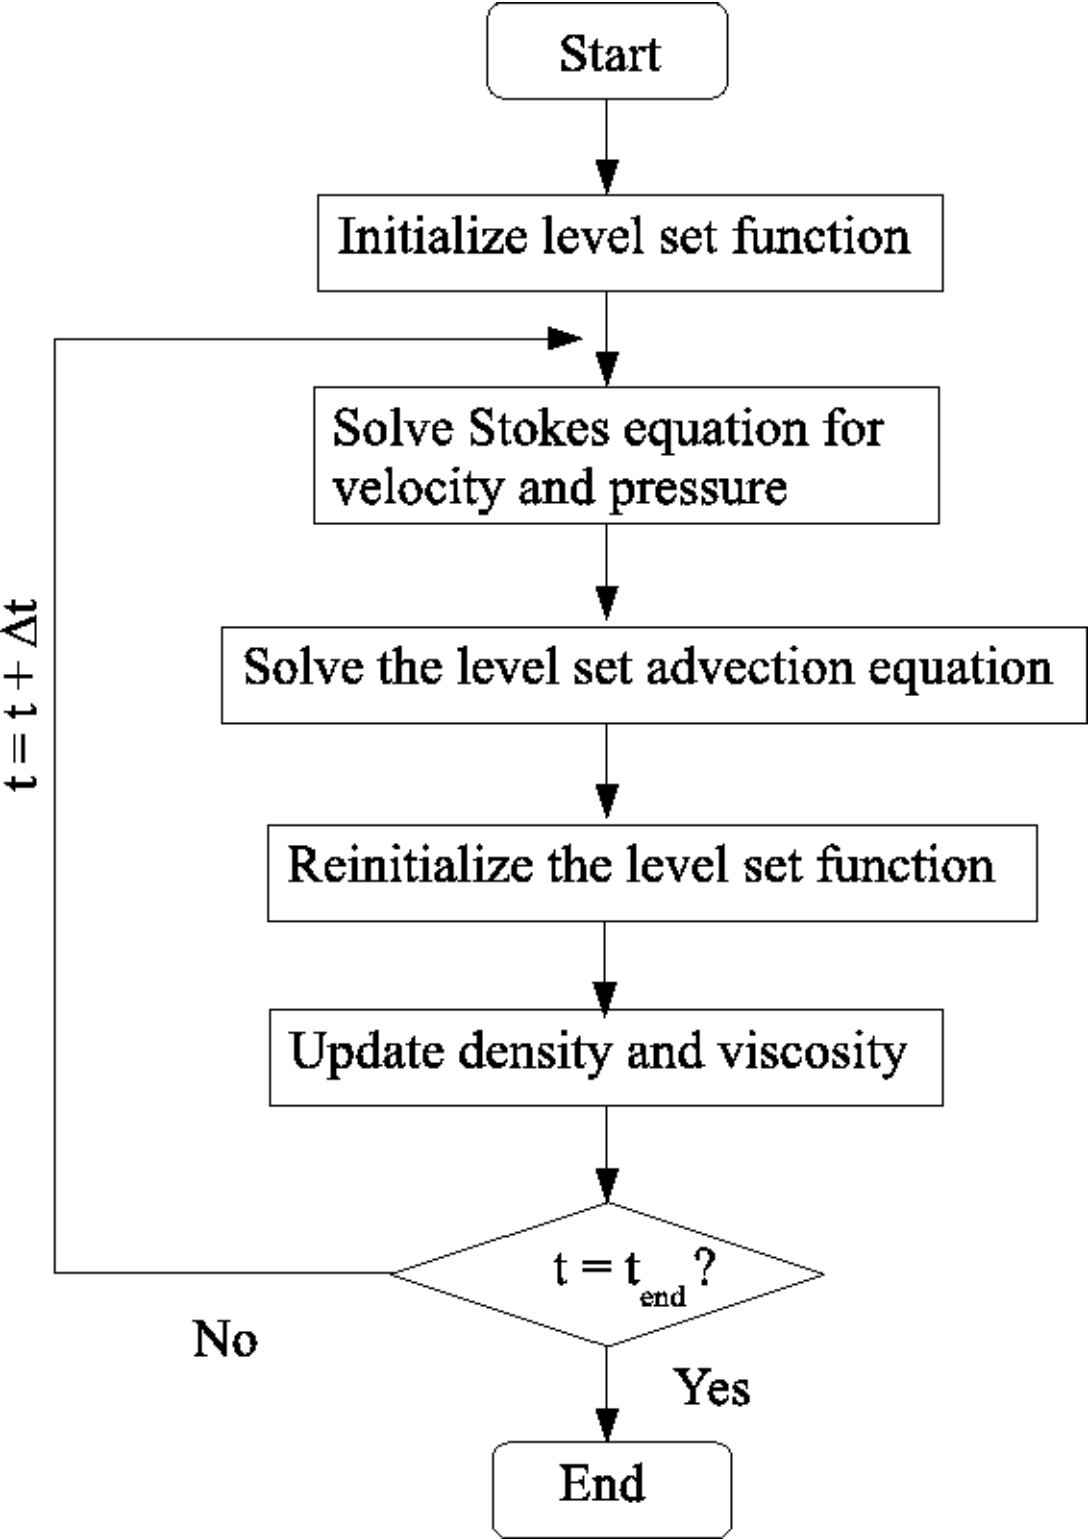 Start
Initialize level set function
Solve Stokes equation for
velocity and pressure
Solve the level set advection equation
Reinitialize the level set function
Update density and viscosity
t = t_end ?
No
t = t + Δt
Yes
End